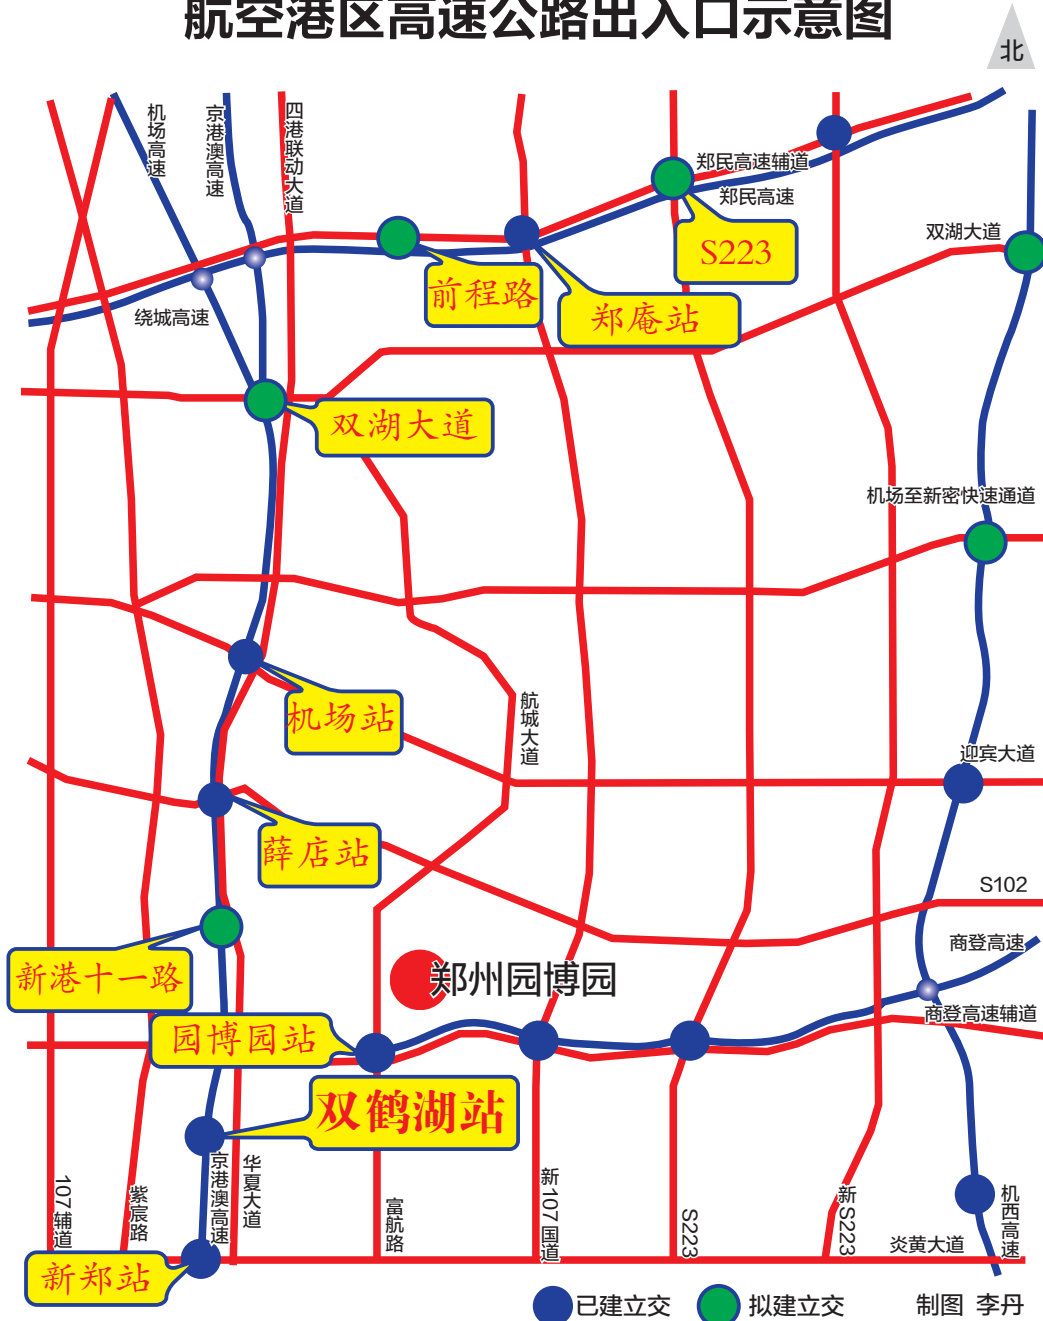 航空港区高速公路出入口示意图
北
机场高速
京港澳高速
四港联动大道
郑民高速辅道
郑民高速
双湖大道
S223
前程路
郑庵站
绕城高速
双湖大道
机场至新密快速通道
机场站
航城大道
迎宾大道
薛店站
S102
商登高速
新港十一路
郑州园博园
商登高速辅道
园博园站
双鹤湖站
107辅道
紫宸路
京港澳高速
华夏大道
富航路
新107国道
S223
新S223
炎黄大道
机西高速
新郑站
已建立交
拟建立交
制图 李丹